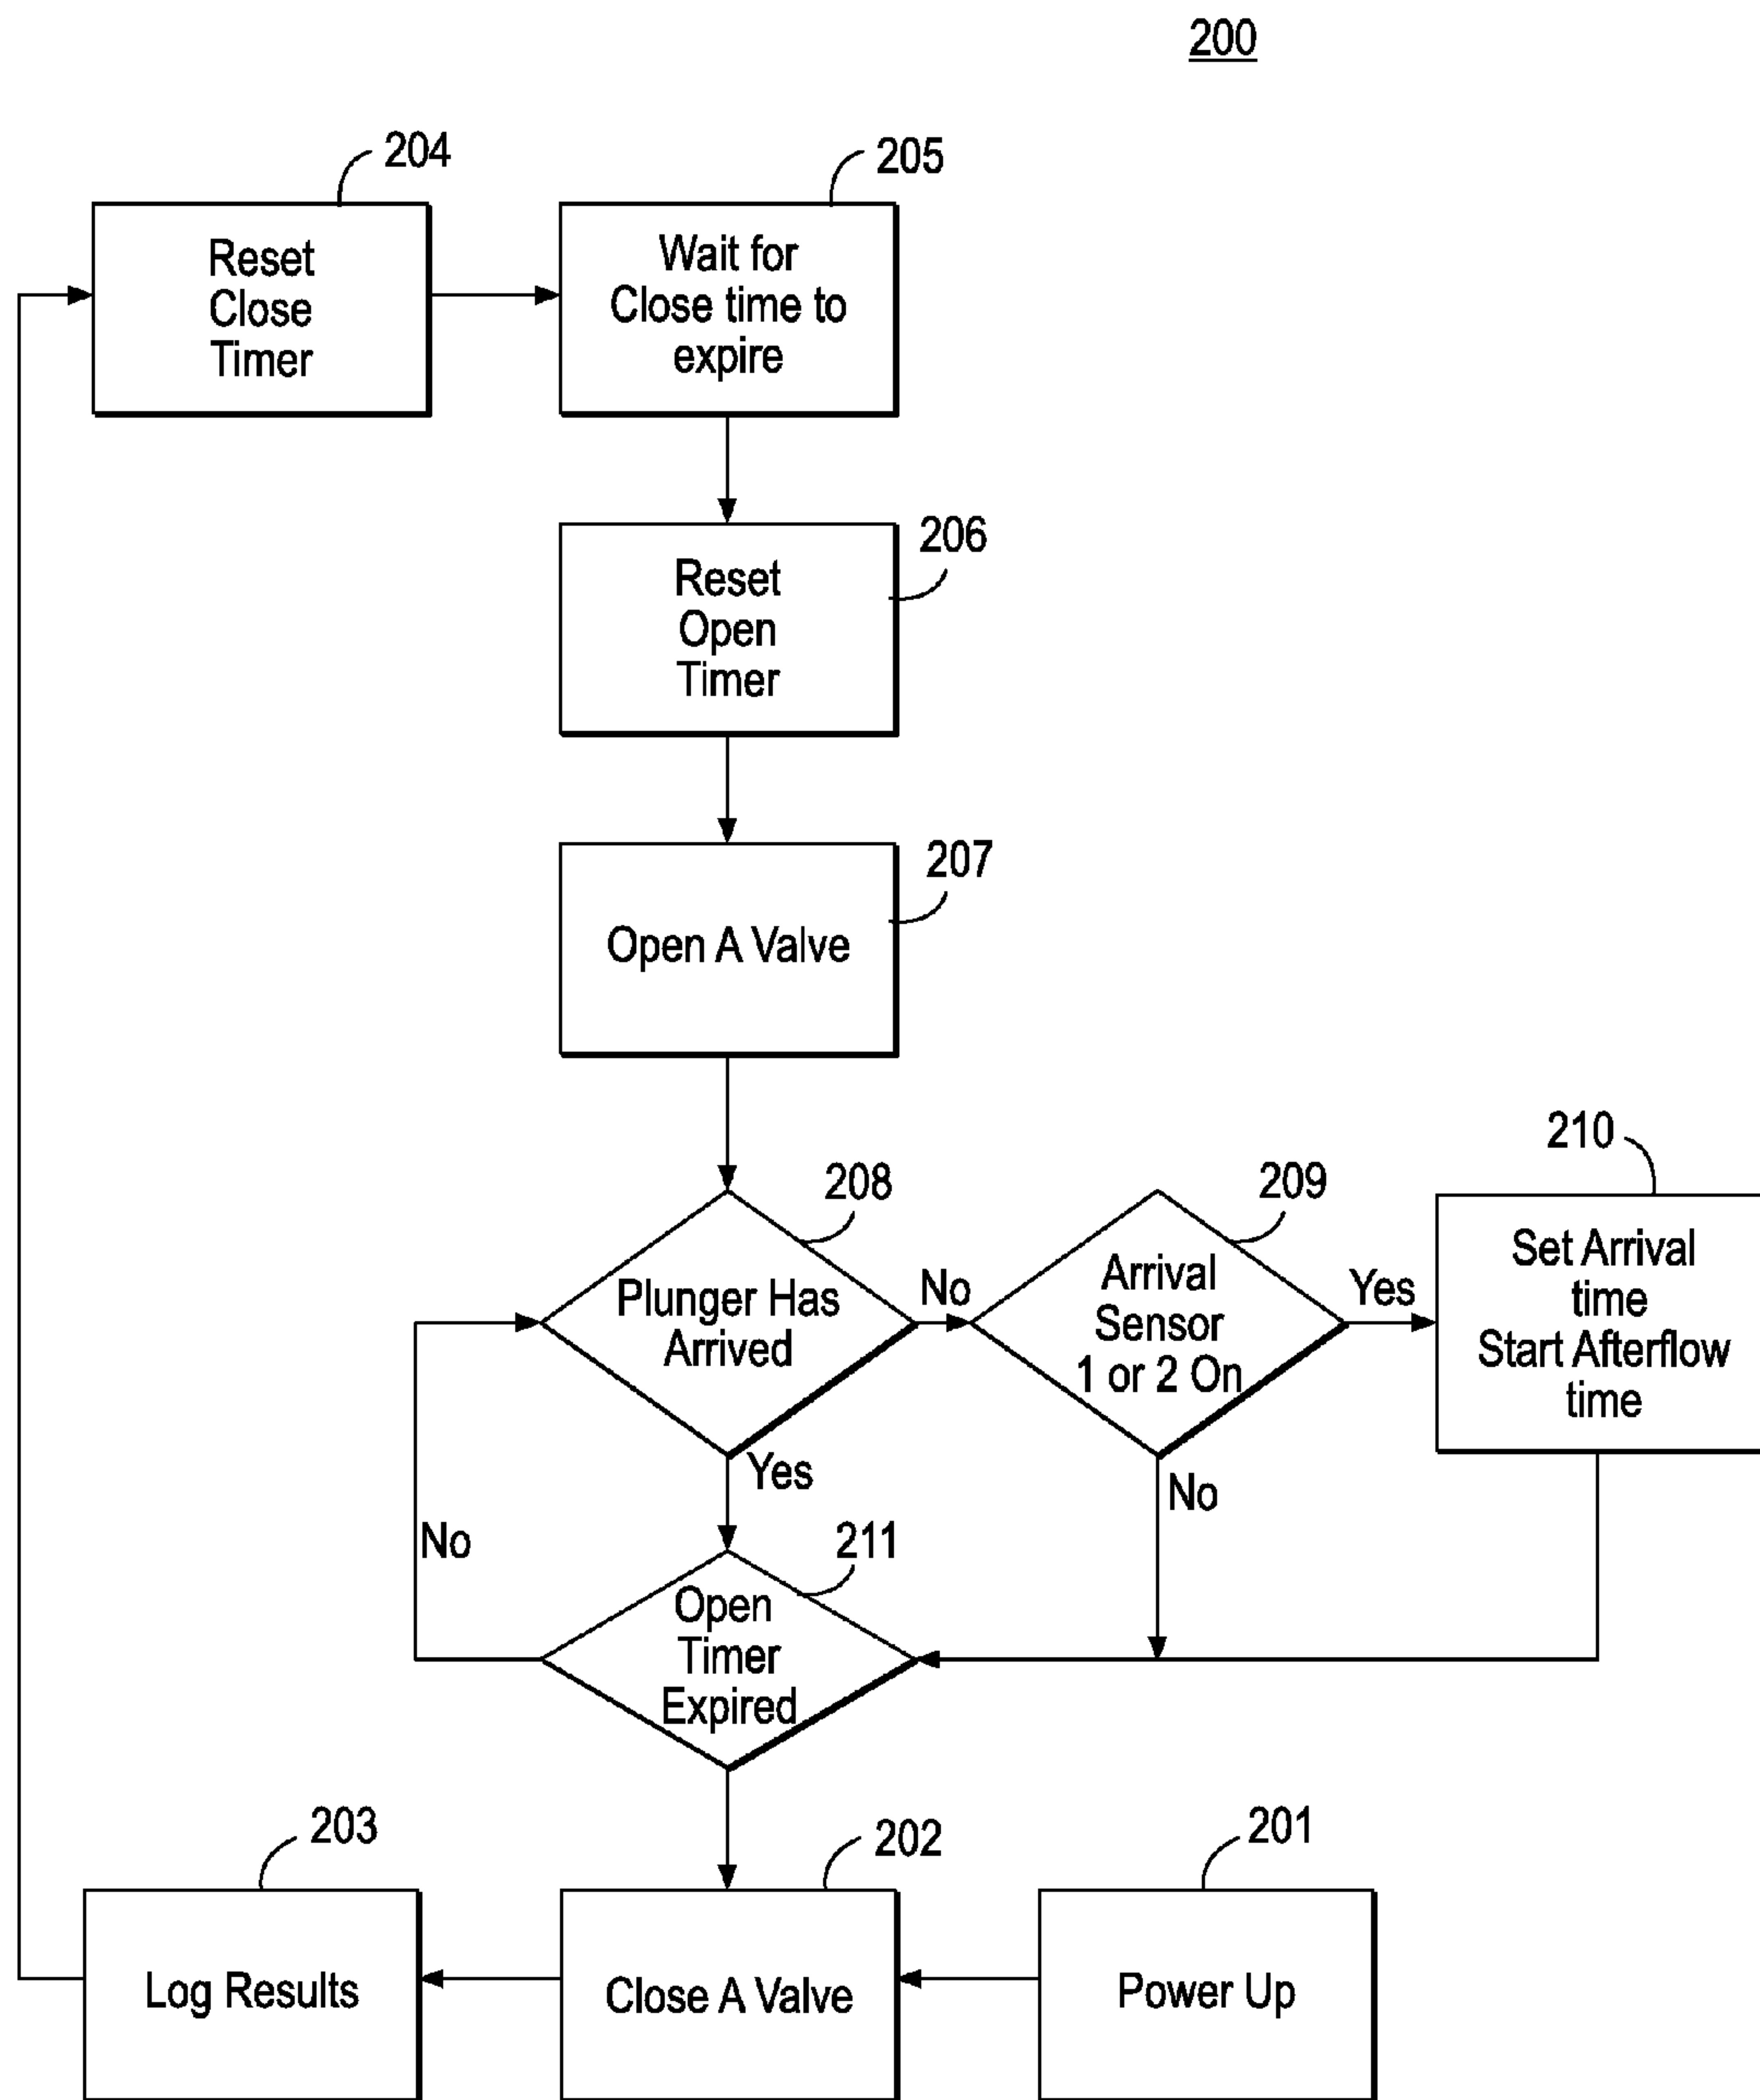 200
204
205
Reset
Close
Timer
Wait for
Close time to
expire
206
Reset
Open
Timer
207
Open A Valve
208
209
210
Plunger Has
Arrived
No
Arrival
Sensor
1 or 2 On
Yes
Set Arrival
time
Start Afterflow
time
Yes
No
No
211
Open
Timer
Expired
203
202
201
Log Results
Close A Valve
Power Up